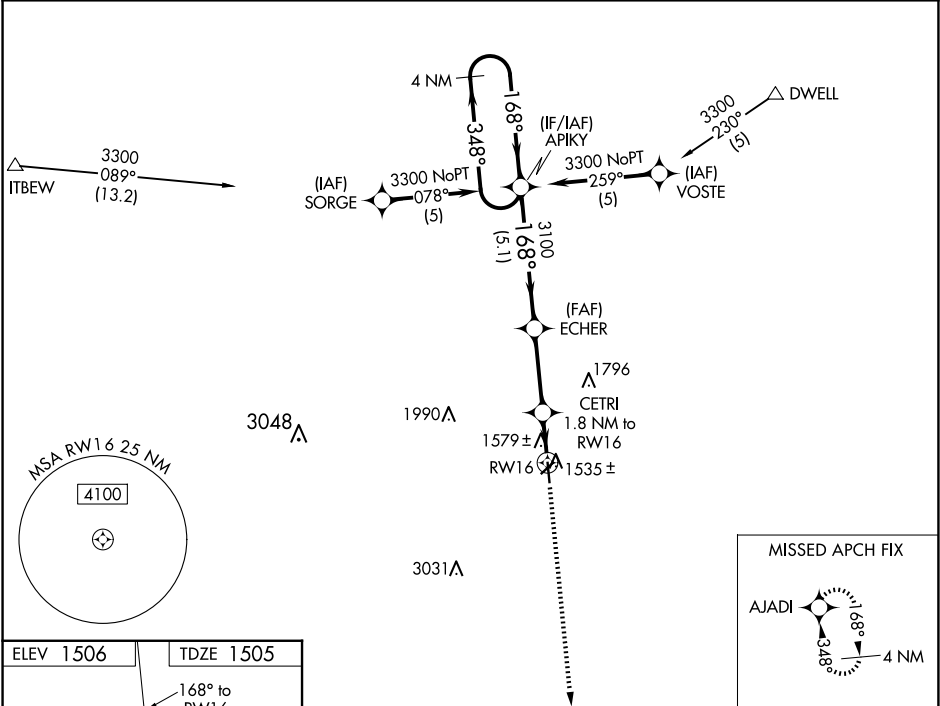 4 NM
168°
348°
(IF/IAF)
APIKY
DWELL
3300
230°
(5)
3300
089°
(13.2)
ITBEW
(IAF)
SORGE
3300 NoPT
078°
(5)
3300 NoPT
259°
(5)
(IAF)
VOSTE
3100
168°
(5.1)
(FAF)
ECHER
1796
CETRI
1.8 NM to
RW16
3048
1990
1579 ±
RW16
1535 ±
MSA RW16 25 NM
4100
3031
MISSED APCH FIX
AJADI
168°
348°
4 NM
ELEV 1506
TDZE 1505
168° to
RW16